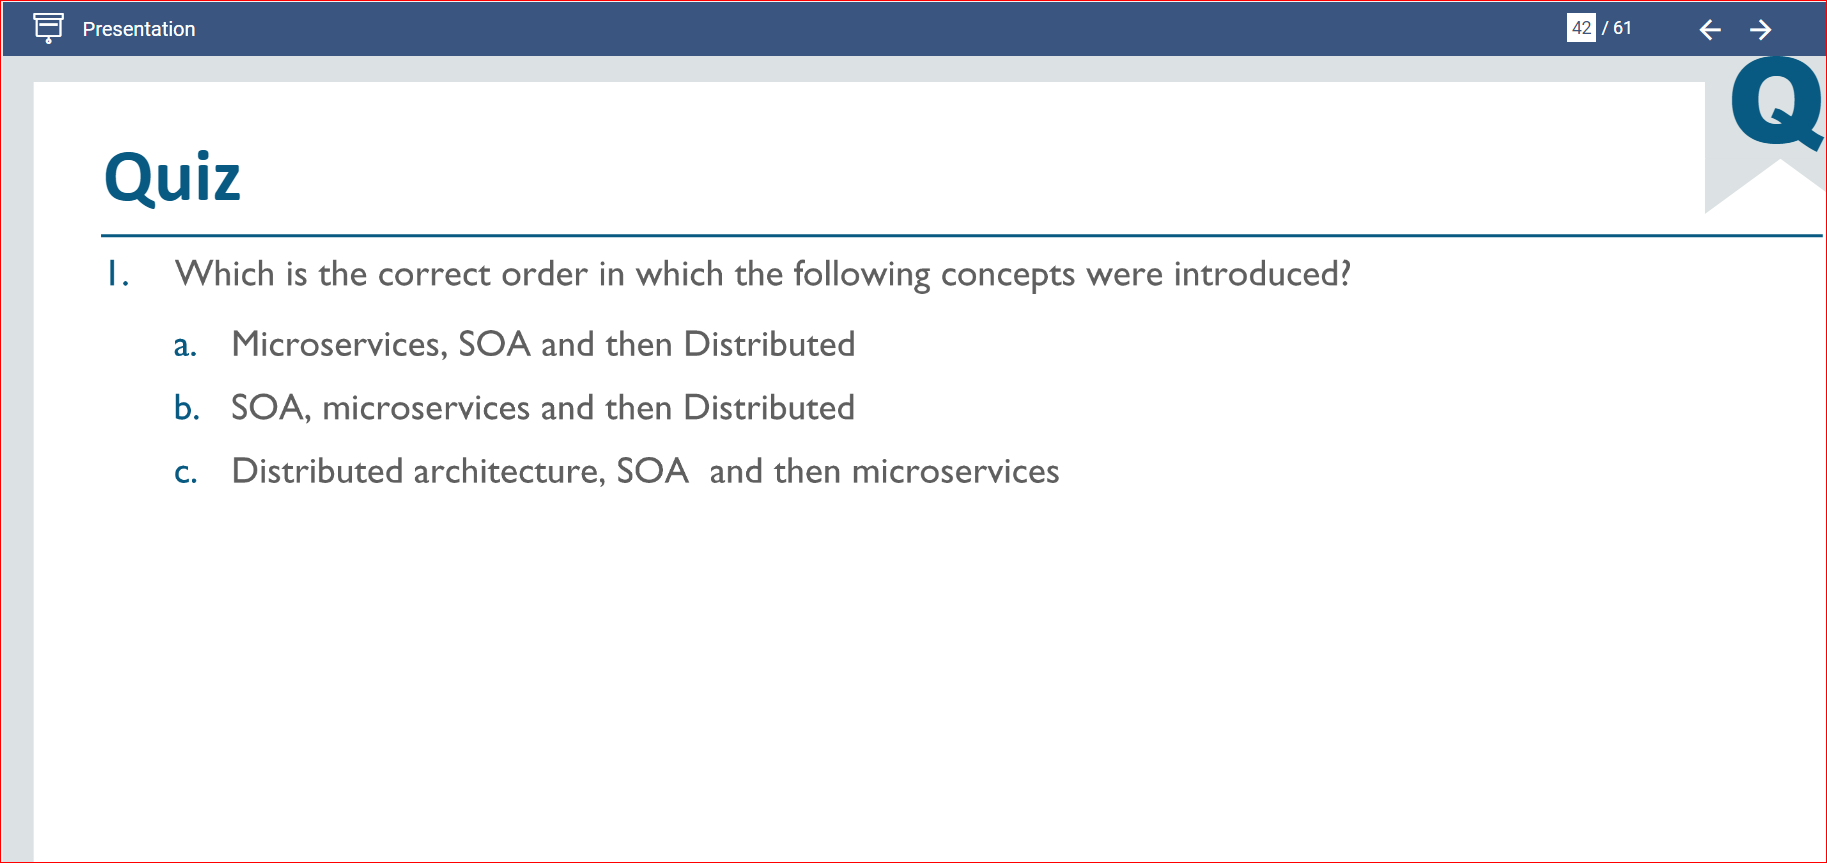 Presentation
42 / 61
Q
Quiz
1. Which is the correct order in which the following concepts were introduced?
a. Microservices, SOA and then Distributed
b. SOA, microservices and then Distributed
c. Distributed architecture, SOA  and then microservices